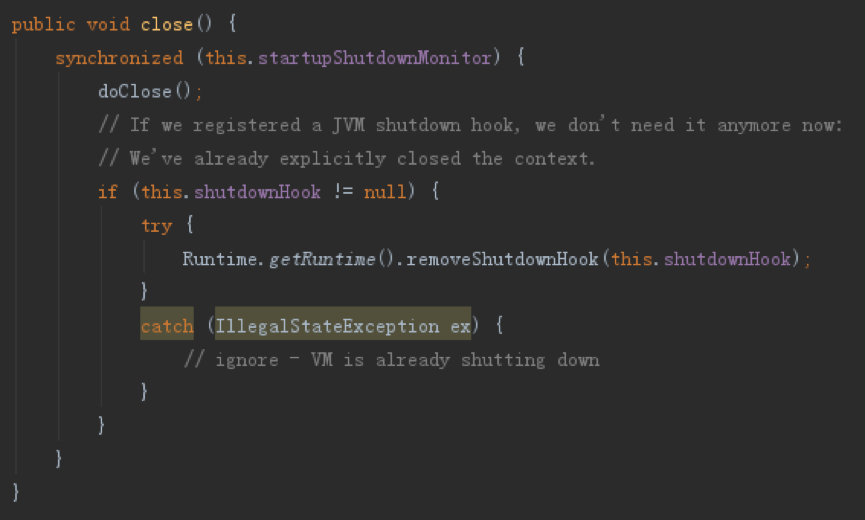 public void close() {
    synchronized (this.startupShutdownMonitor) {
        doClose();
        // If we registered a JVM shutdown hook, we don't need it anymore now:
        // We've already explicitly closed the context.
        if (this.shutdownHook != null) {
            try {
                Runtime.getRuntime().removeShutdownHook(this.shutdownHook);
            }
            catch (IllegalStateException ex) {
                // ignore - VM is already shutting down
            }
        }
    }
}